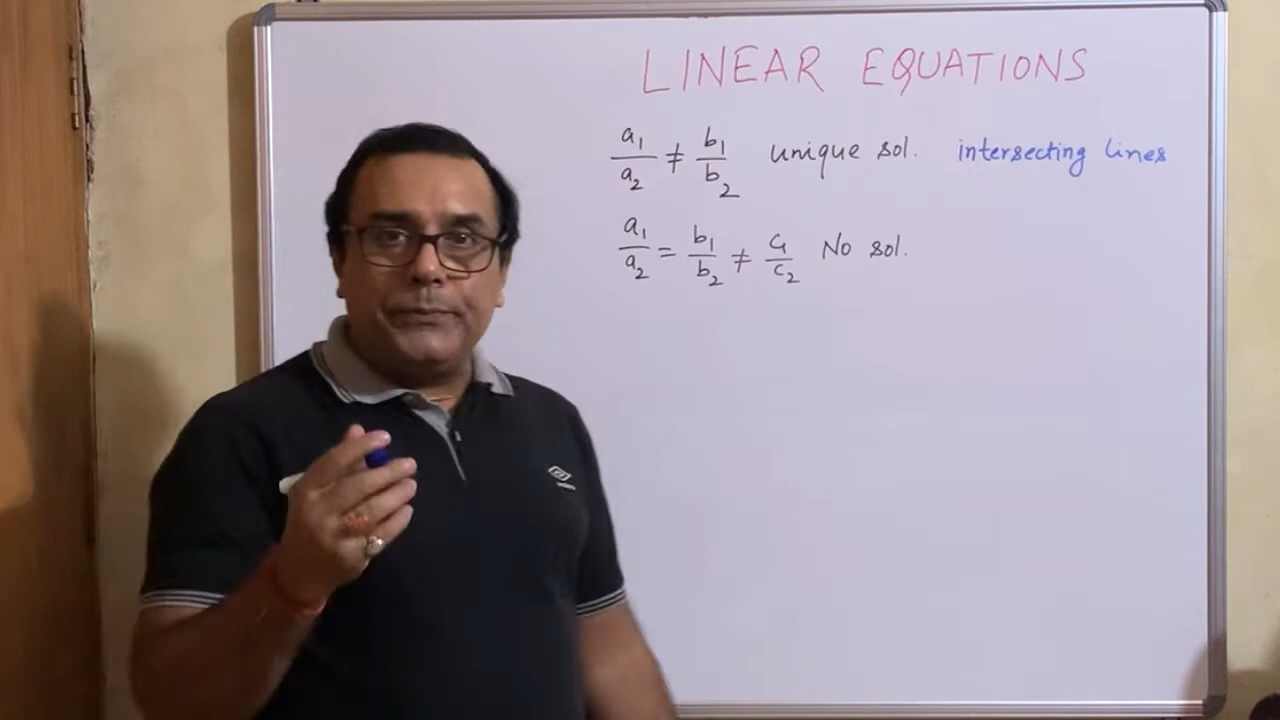 LINEAR EQUATIONS
a₁/a₂ ≠ b₁/b₂ unique sol. intersecting lines
a₁/a₂ = b₁/b₂ ≠ c₁/c₂ No sol.